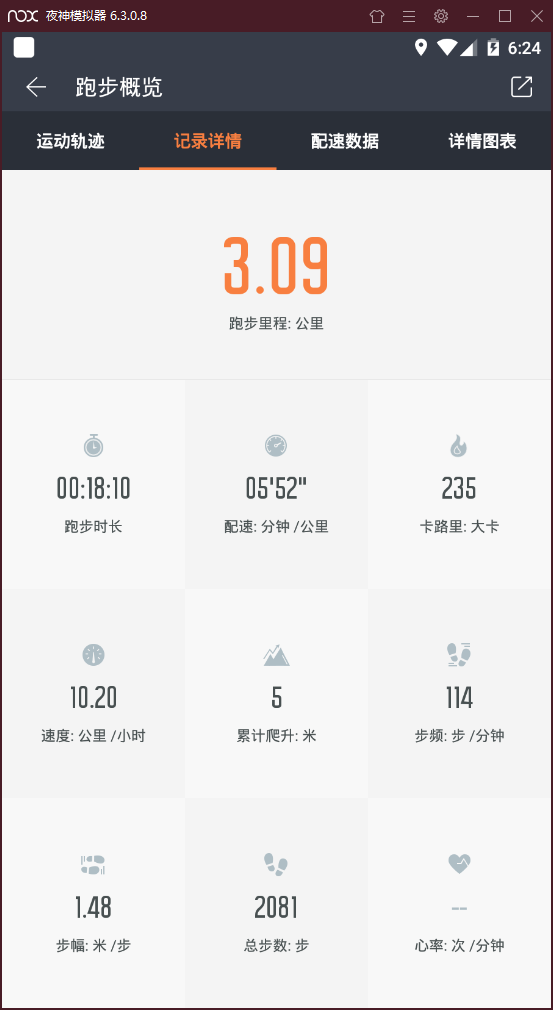 nox 夜神模拟器 6.3.0.8
6:24
跑步概览
运动轨迹 记录详情 配速数据 详情图表
3.09
跑步里程: 公里
00:18:10 05'52" 235
跑步时长 配速: 分钟 /公里 卡路里: 大卡
10.20 5 114
速度: 公里 /小时 累计爬升: 米 步频: 步 /分钟
1.48 2081 --
步幅: 米 /步 总步数: 步 心率: 次 /分钟